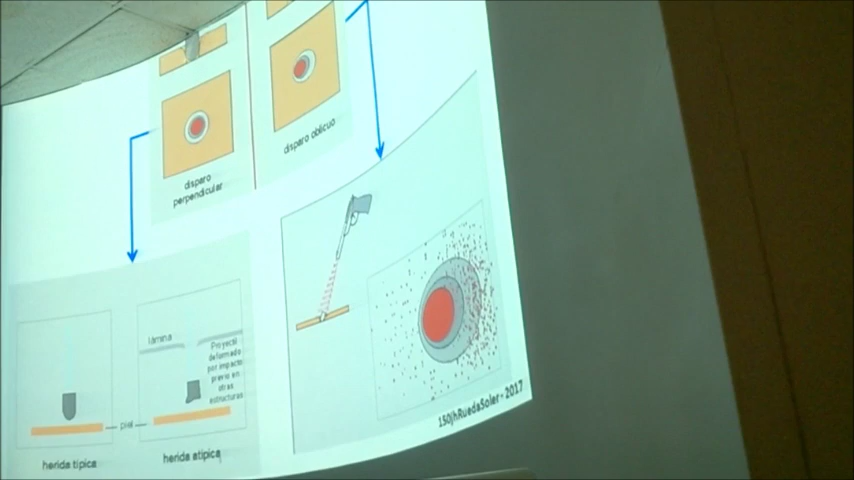 disparo
perpendicular
disparo oblicuo
lámina
Proyectil
deformado
por impacto
previo en
otras
estructuras
piel
herida típica
herida atípica
150JhRuedaSoler - 2017